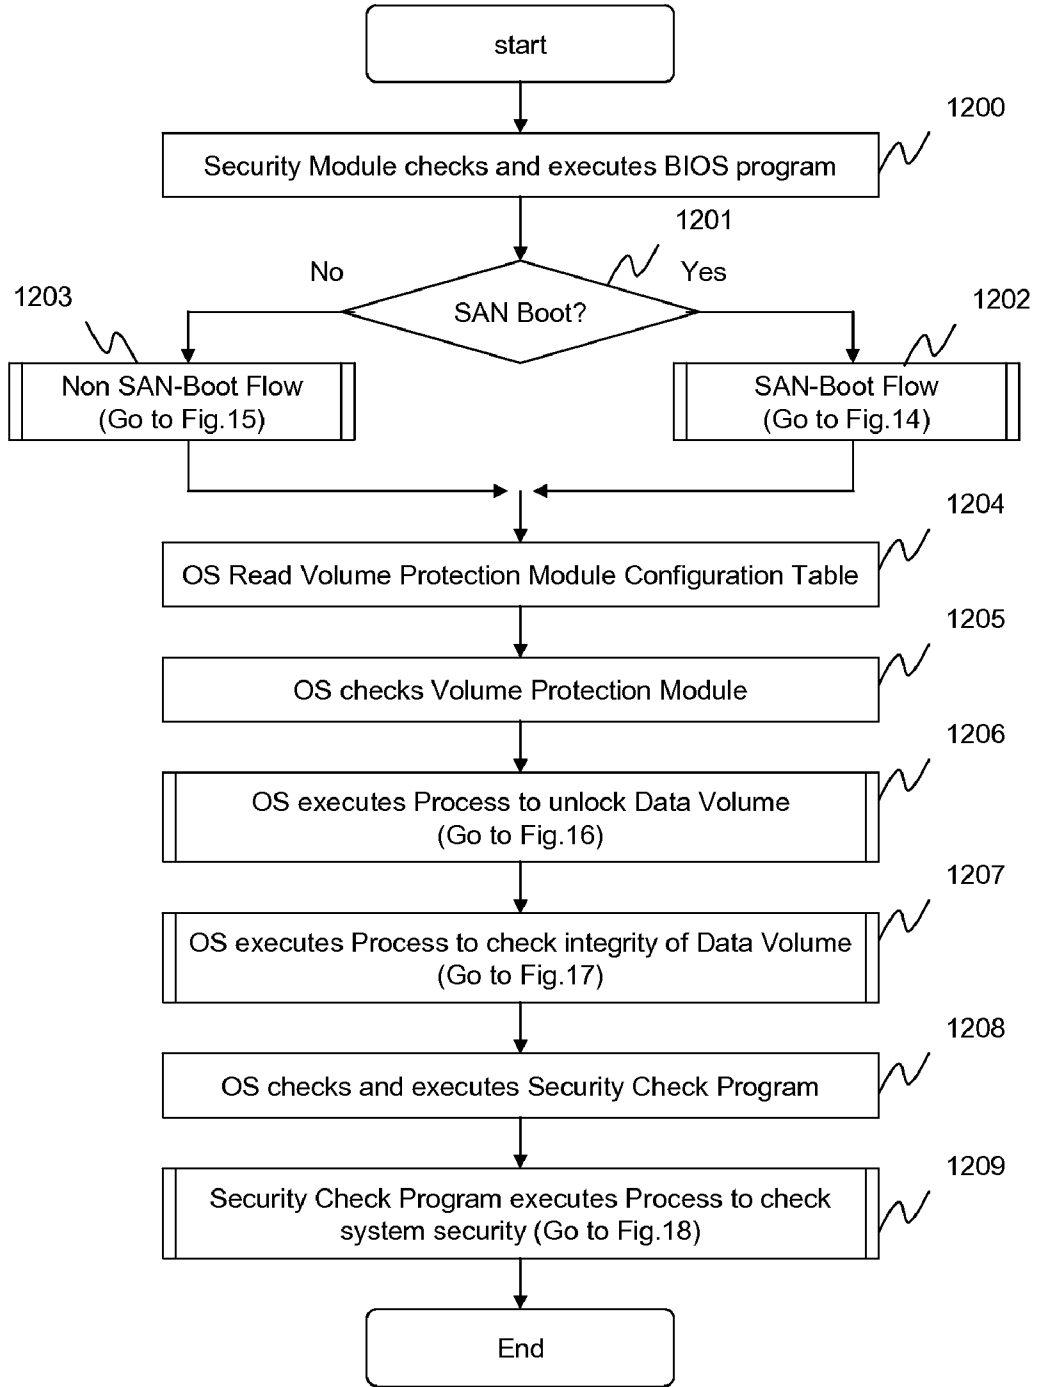 start
1200
Security Module checks and executes BIOS program
1201
No
Yes
SAN Boot?
1203
1202
Non SAN-Boot Flow
(Go to Fig.15)
SAN-Boot Flow
(Go to Fig.14)
1204
OS Read Volume Protection Module Configuration Table
1205
OS checks Volume Protection Module
1206
OS executes Process to unlock Data Volume
(Go to Fig.16)
1207
OS executes Process to check integrity of Data Volume
(Go to Fig.17)
1208
OS checks and executes Security Check Program
1209
Security Check Program executes Process to check
system security (Go to Fig.18)
End